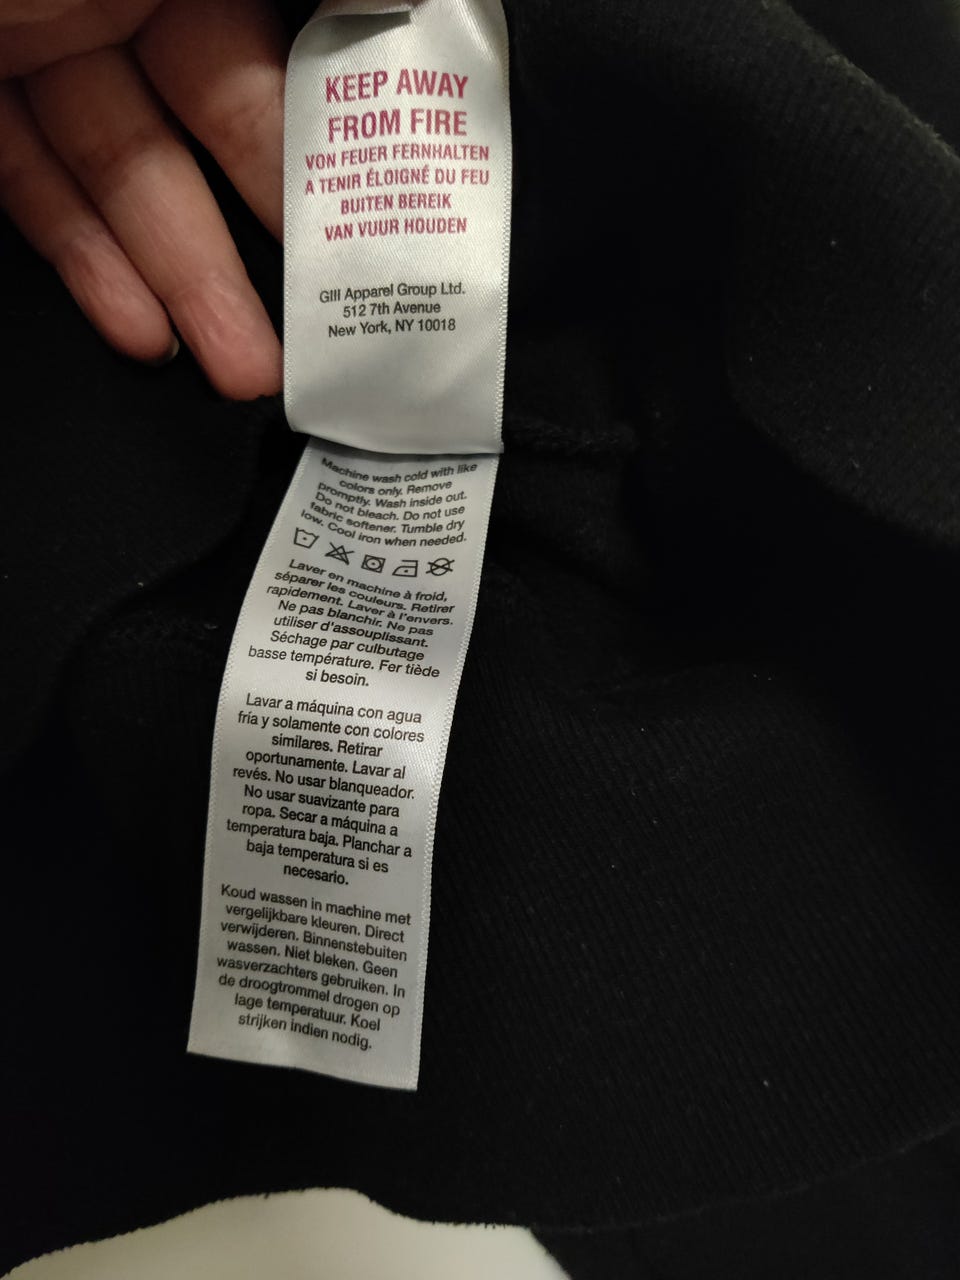 KEEP AWAY
FROM FIRE
VON FEUER FERNHALTEN
A TENIR ÉLOIGNÉ DU FEU
BUITEN BEREIK
VAN VUUR HOUDEN
GIII Apparel Group Ltd.
512 7th Avenue
New York, NY 10018
Machine wash cold with like
colors only. Remove
promptly. Wash inside out.
Do not bleach. Do not use
fabric softener. Tumble dry
low. Cool iron when needed.
Laver en machine à froid,
séparer les couleurs. Retirer
rapidement. Laver à l'envers.
Ne pas blanchir. Ne pas
utiliser d'assouplissant.
Séchage par culbutage
basse température. Fer tiède
si besoin.
Lavar a máquina con agua
fría y solamente con colores
similares. Retirar
oportunamente. Lavar al
revés. No usar blanqueador.
No usar suavizante para
ropa. Secar a máquina a
temperatura baja. Planchar a
baja temperatura si es
necesario.
Koud wassen in machine met
vergelijkbare kleuren. Direct
verwijderen. Binnenstebuiten
wassen. Niet bleken. Geen
wasverzachters gebruiken. In
de droogtrommel drogen op
lage temperatuur. Koel
strijken indien nodig.